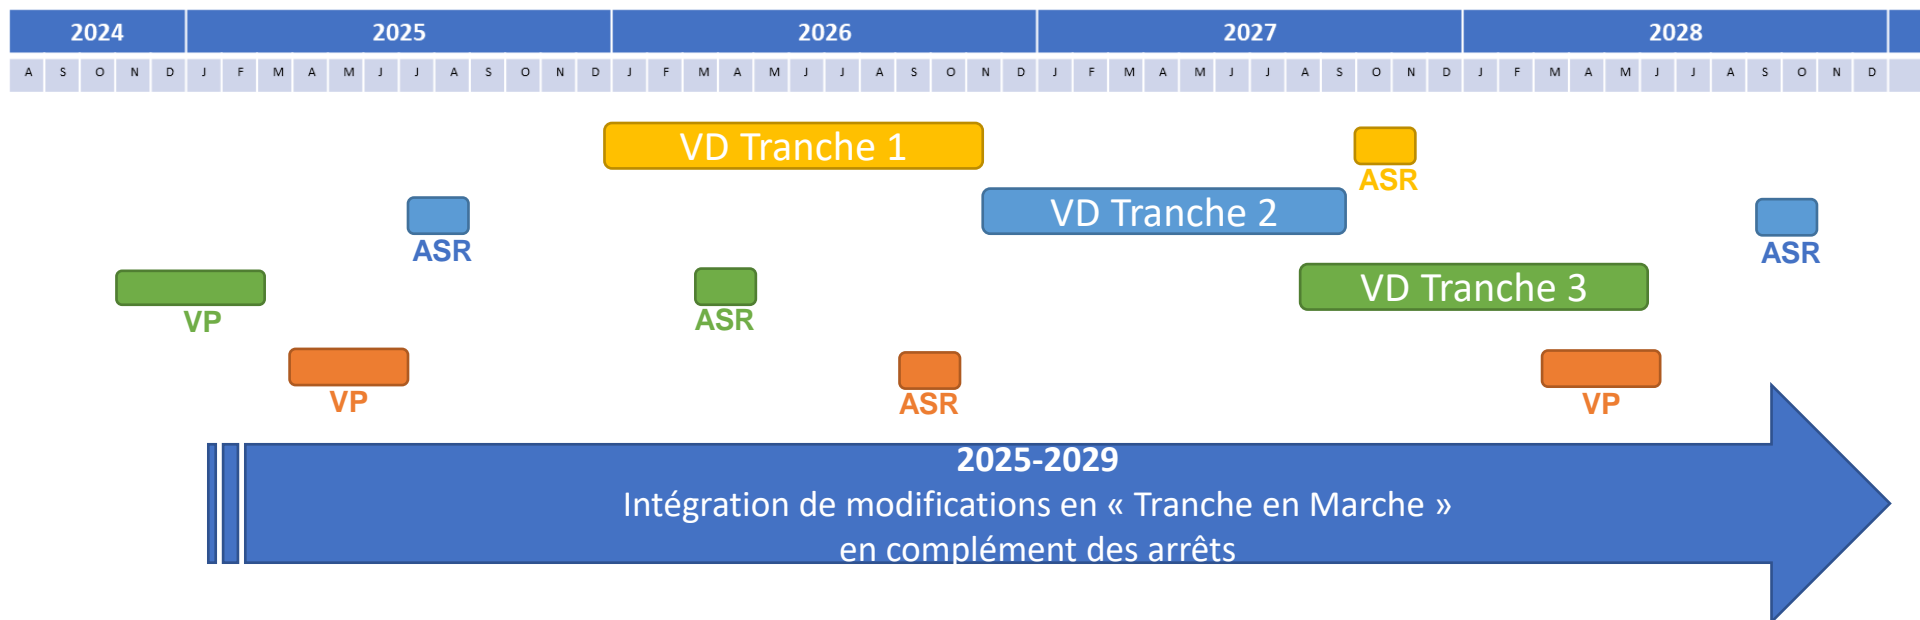 2024 2025 2026 2027 2028
A S O N D J F M A M J J A S O N D J F M A M J J A S O N D J F M A M J J A S O N D J F M A M J J A S O N D
VD Tranche 1
ASR
VD Tranche 2
ASR
ASR
VD Tranche 3
VP
ASR
VP
ASR
VP
2025-2029
Intégration de modifications en « Tranche en Marche »
en complément des arrêts